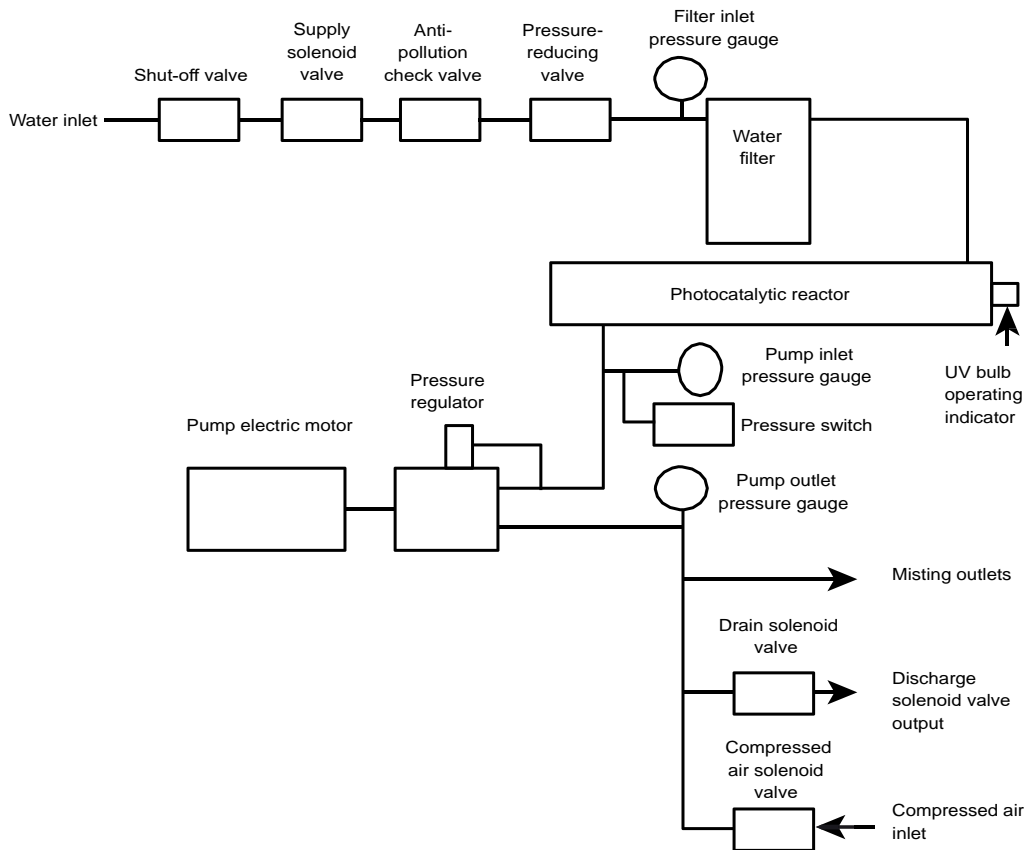 Filter inlet
pressure gauge
Supply
solenoid
valve
Anti-
pollution
check valve
Pressure-
reducing
valve
Shut-off valve
Water inlet
Water
filter
Photocatalytic reactor
Pump inlet
pressure gauge
UV bulb
operating
indicator
Pressure
regulator
Pressure switch
Pump electric motor
Pump outlet
pressure gauge
Misting outlets
Drain solenoid
valve
Discharge
solenoid valve
output
Compressed
air solenoid
valve
Compressed air
inlet